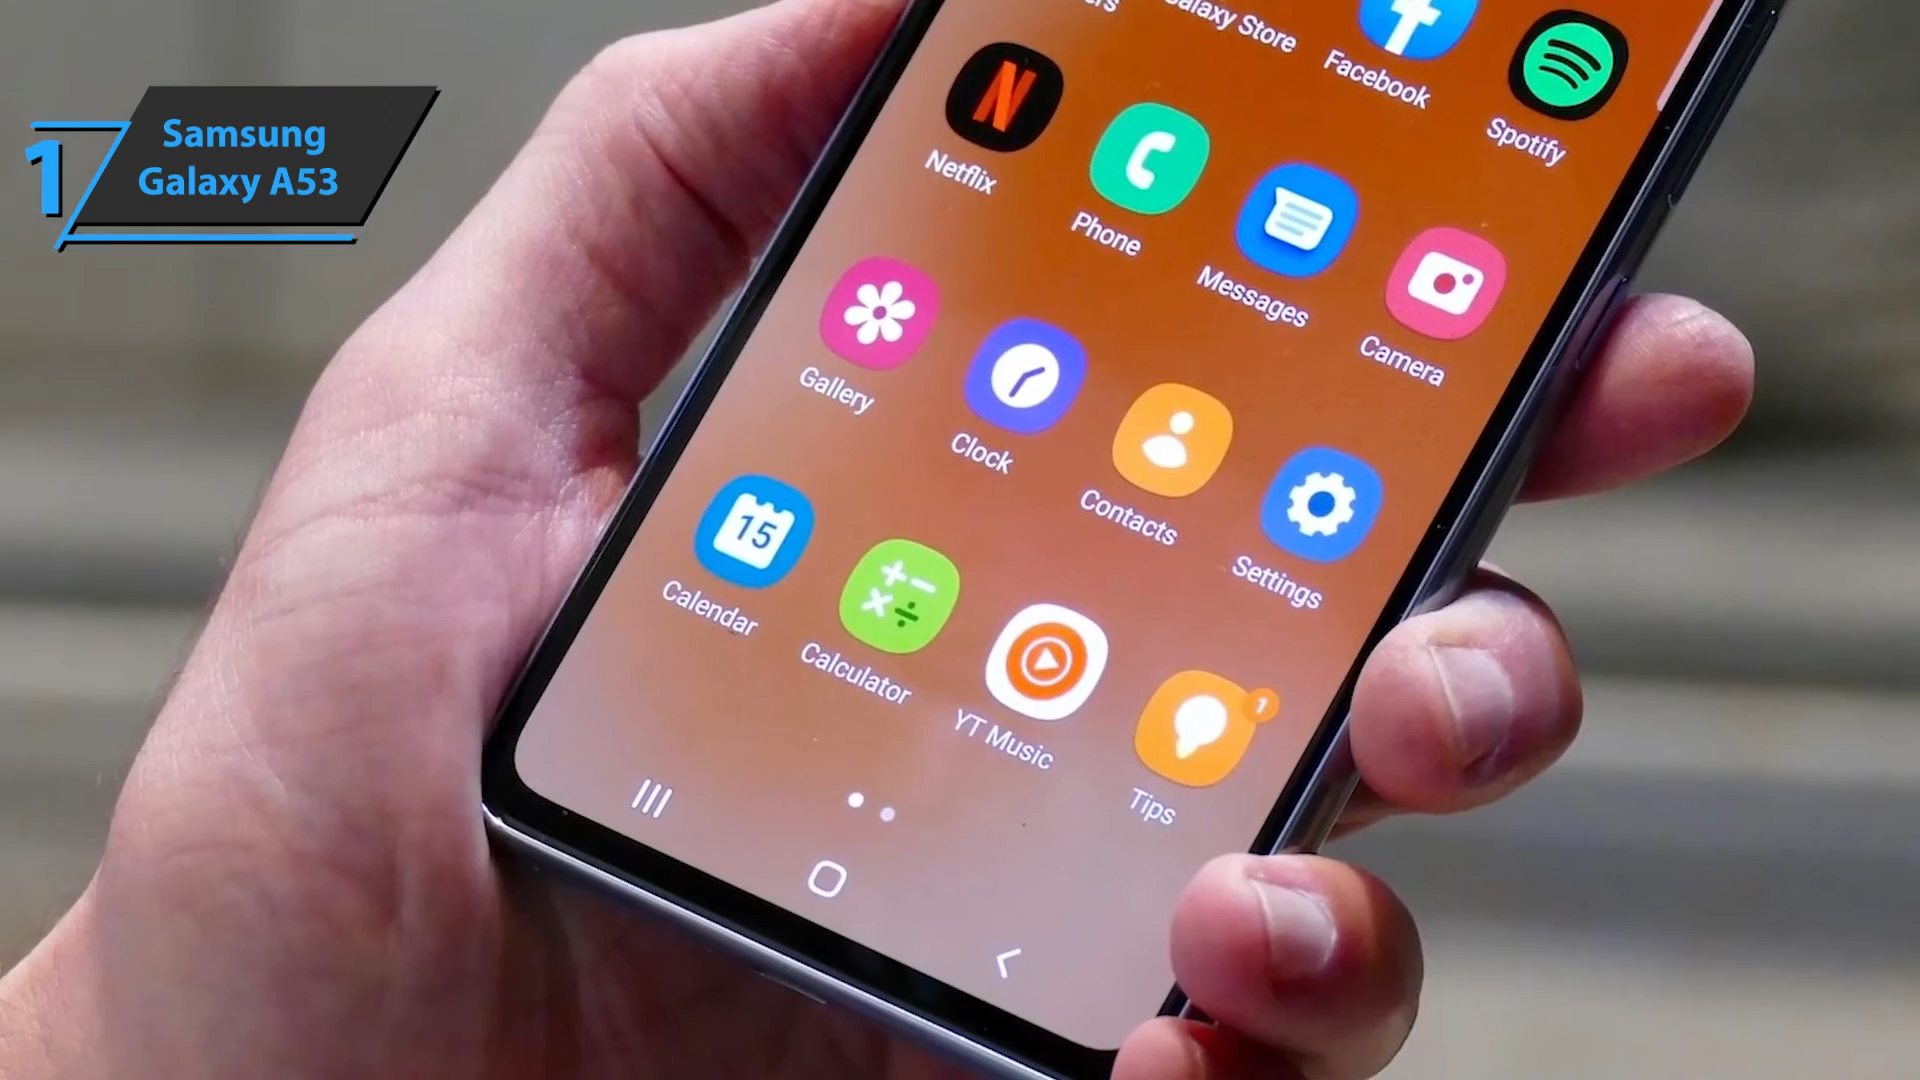 1
Samsung
Galaxy A53
Galaxy Store
Facebook
Spotify
N
Netflix
Phone
Messages
Camera
Gallery
Clock
Contacts
Settings
15
Calendar
Calculator
YT Music
1
Tips